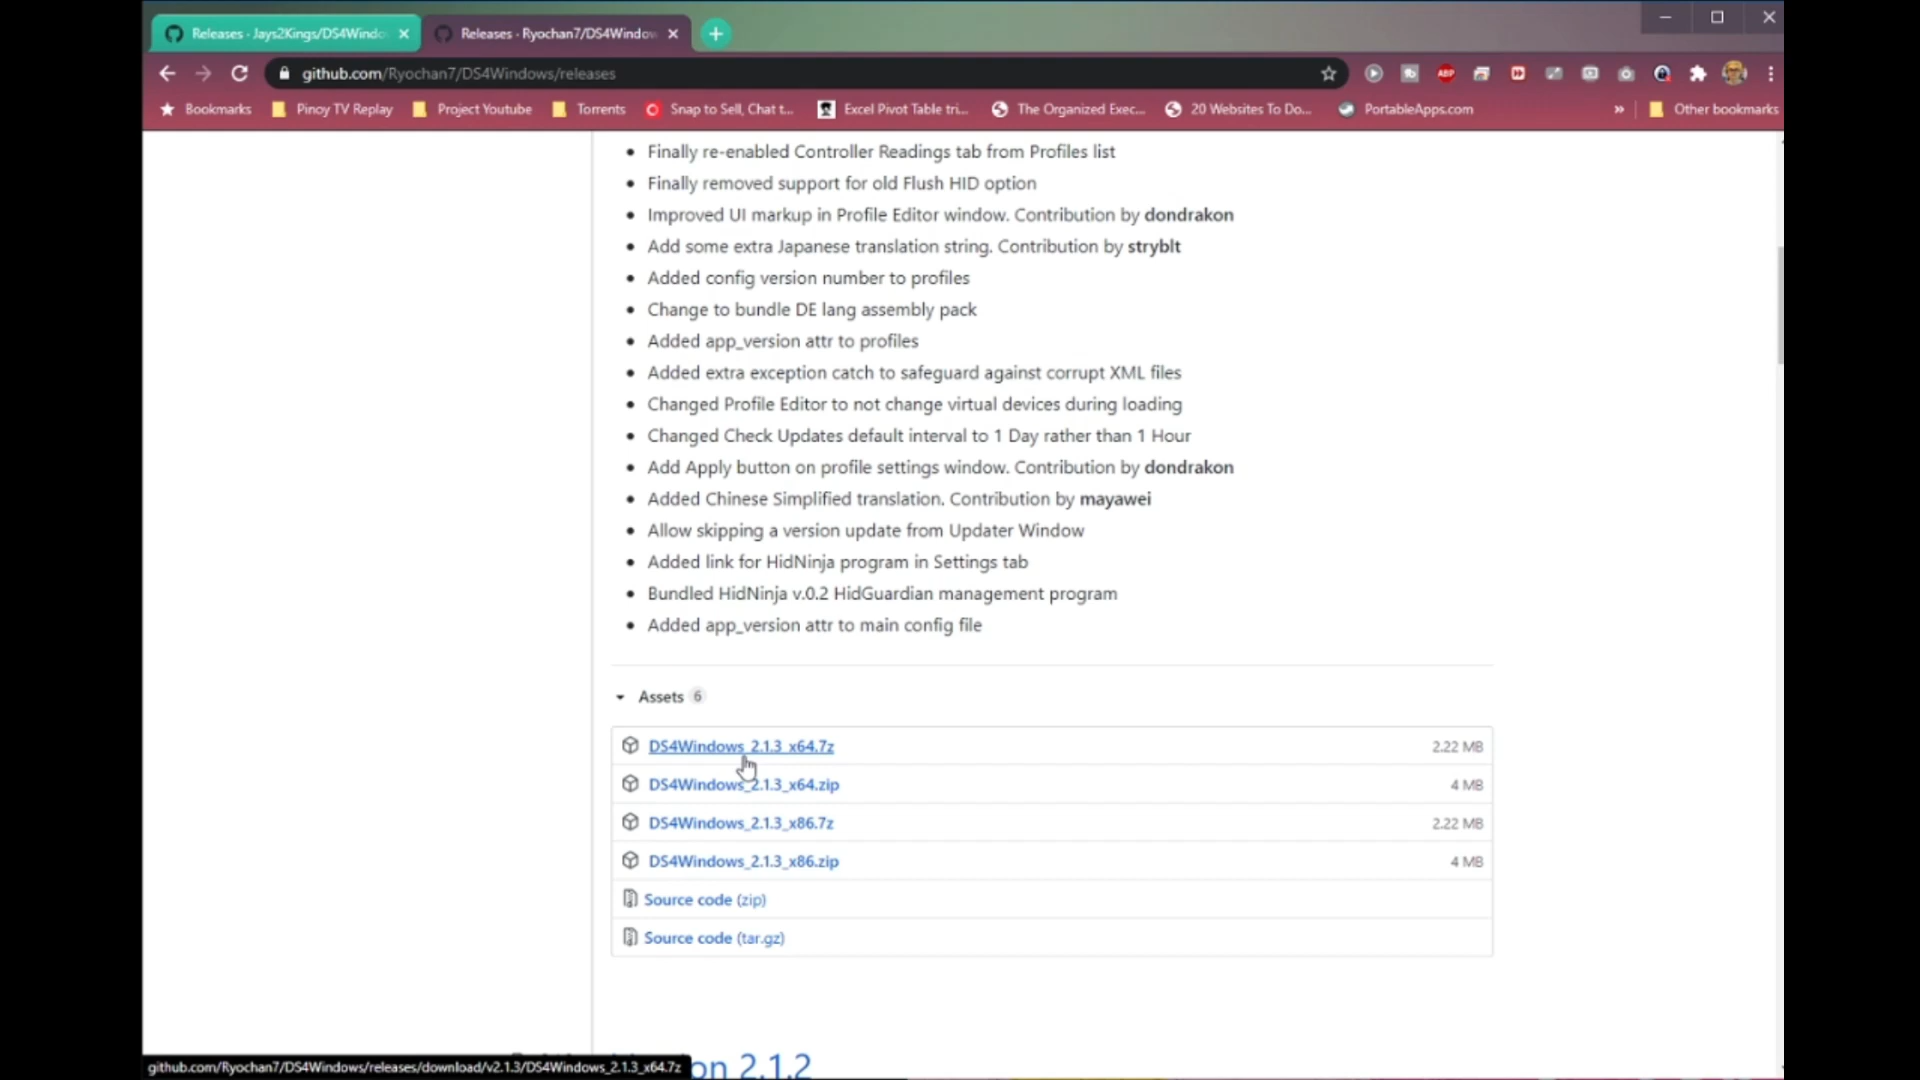 Releases · Jays2Kings/DS4Windo
Releases · Ryochan7/DS4Window
github.com/Ryochan7/DS4Windows/releases
ABP
Bookmarks
Pinoy TV Replay
Project Youtube
Torrents
Snap to Sell, Chat t...
Excel Pivot Table tri...
The Organized Exec...
20 Websites To Do...
PortableApps.com
»
Other bookmarks
• Finally re-enabled Controller Readings tab from Profiles list
• Finally removed support for old Flush HID option
• Improved UI markup in Profile Editor window. Contribution by dondrakon
• Add some extra Japanese translation string. Contribution by stryblt
• Added config version number to profiles
• Change to bundle DE lang assembly pack
• Added app_version attr to profiles
• Added extra exception catch to safeguard against corrupt XML files
• Changed Profile Editor to not change virtual devices during loading
• Changed Check Updates default interval to 1 Day rather than 1 Hour
• Add Apply button on profile settings window. Contribution by dondrakon
• Added Chinese Simplified translation. Contribution by mayawei
• Allow skipping a version update from Updater Window
• Added link for HidNinja program in Settings tab
• Bundled HidNinja v.0.2 HidGuardian management program
• Added app_version attr to main config file
Assets 6
DS4Windows_2.1.3_x64.7z 2.22 MB
DS4Windows_2.1.3_x64.zip 4 MB
DS4Windows_2.1.3_x86.7z 2.22 MB
DS4Windows_2.1.3_x86.zip 4 MB
Source code (zip)
Source code (tar.gz)
on 2.1.2
github.com/Ryochan7/DS4Windows/releases/download/v2.1.3/DS4Windows_2.1.3_x64.7z